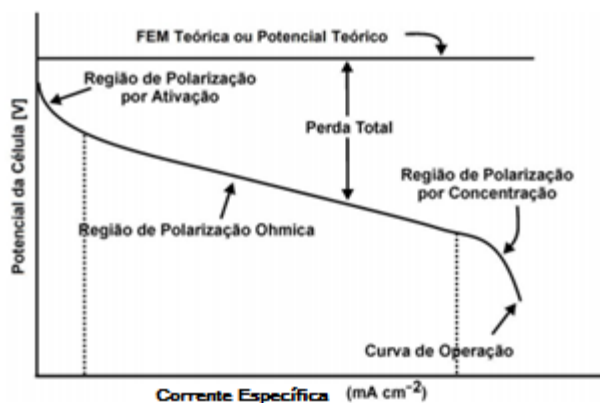 FEM Teórica ou Potencial Teórico
Região de Polarização
por Ativação
Perda Total
Região de Polarização
por Concentração
Região de Polarização Ohmica
Curva de Operação
Potencial da Célula [V]
Corrente Específica (mA cm⁻²)